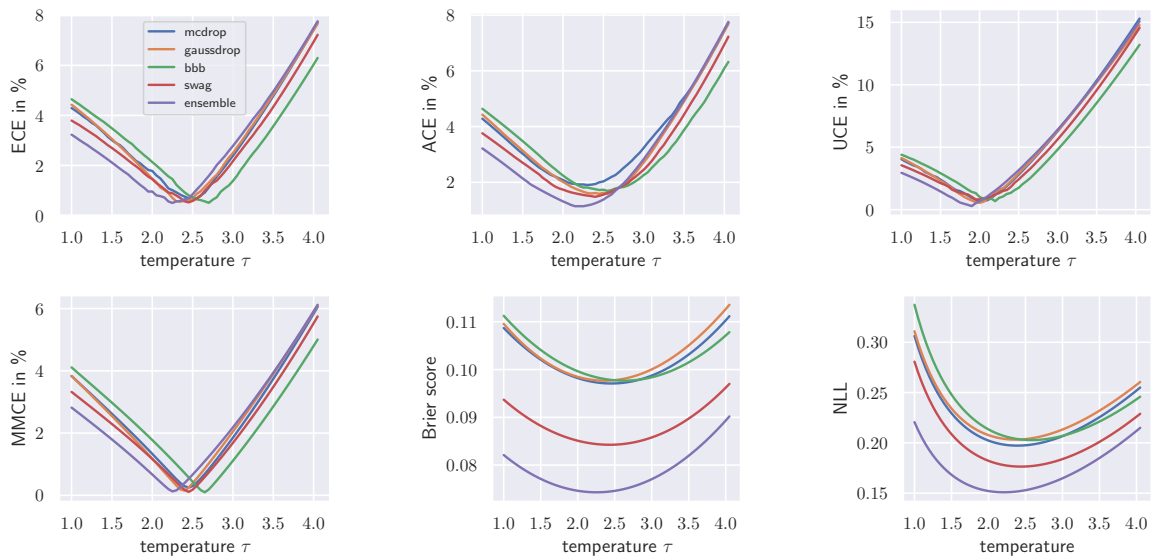 8
6
4
2
0
ECE in %
mcdrop
gaussdrop
bbb
swag
ensemble
1.0 1.5 2.0 2.5 3.0 3.5 4.0
temperature τ
8
6
4
2
ACE in %
1.0 1.5 2.0 2.5 3.0 3.5 4.0
temperature τ
15
10
5
0
UCE in %
1.0 1.5 2.0 2.5 3.0 3.5 4.0
temperature τ
6
4
2
0
MMCE in %
1.0 1.5 2.0 2.5 3.0 3.5 4.0
temperature τ
0.11
0.10
0.09
0.08
Brier score
1.0 1.5 2.0 2.5 3.0 3.5 4.0
temperature τ
0.30
0.25
0.20
0.15
NLL
1.0 1.5 2.0 2.5 3.0 3.5 4.0
temperature